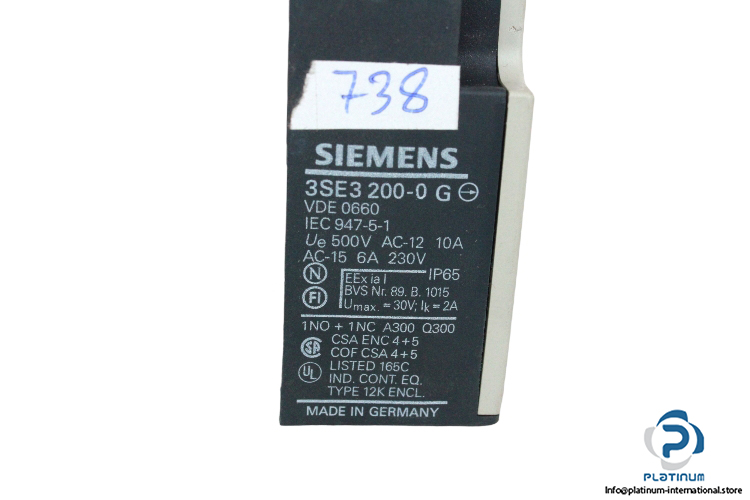 738
SIEMENS
3SE3 200-0 G
VDE 0660
IEC 947-5-1
Ue 500V AC-12 10A
AC-15 6A 230V
N
FI
IP65
EEx ia I
BVS Nr. 89. B. 1015
Umax. = 30V; Ik = 2A
1NO + 1NC A300 Q300
SA
CSA ENC 4+5
COF CSA 4+5
UL
LISTED 165C
IND. CONT. EQ.
TYPE 12K ENCL.
MADE IN GERMANY
PLATINUM
Info@platinum-international.store